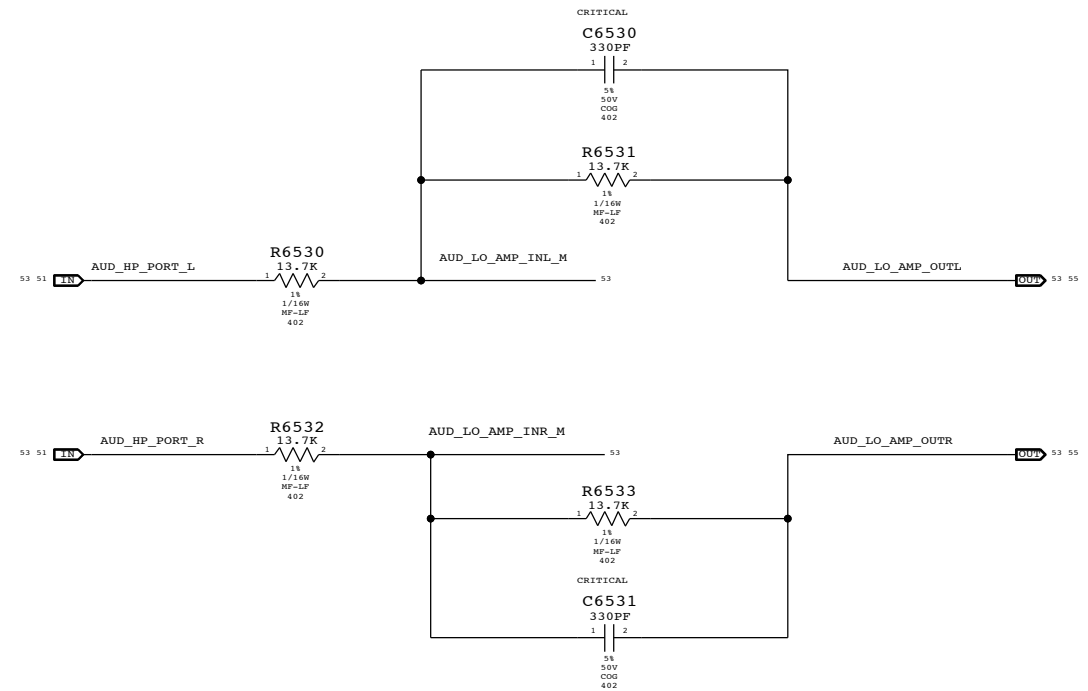 CRITICAL
C6530
330PF
1 2
5%
50V
COG
402
R6531
13.7K
1 2
1%
1/16W
MF-LF
402
R6530
13.7K
AUD_HP_PORT_L
AUD_LO_AMP_INL_M
AUD_LO_AMP_OUTL
53 51 IN
1 2
53
OUT 53 55
1%
1/16W
MF-LF
402
R6532
13.7K
AUD_HP_PORT_R
AUD_LO_AMP_INR_M
AUD_LO_AMP_OUTR
53 51 IN
1 2
53
OUT 53 55
1%
1/16W
MF-LF
402
R6533
13.7K
1 2
1%
1/16W
MF-LF
402
CRITICAL
C6531
330PF
1 2
5%
50V
COG
402